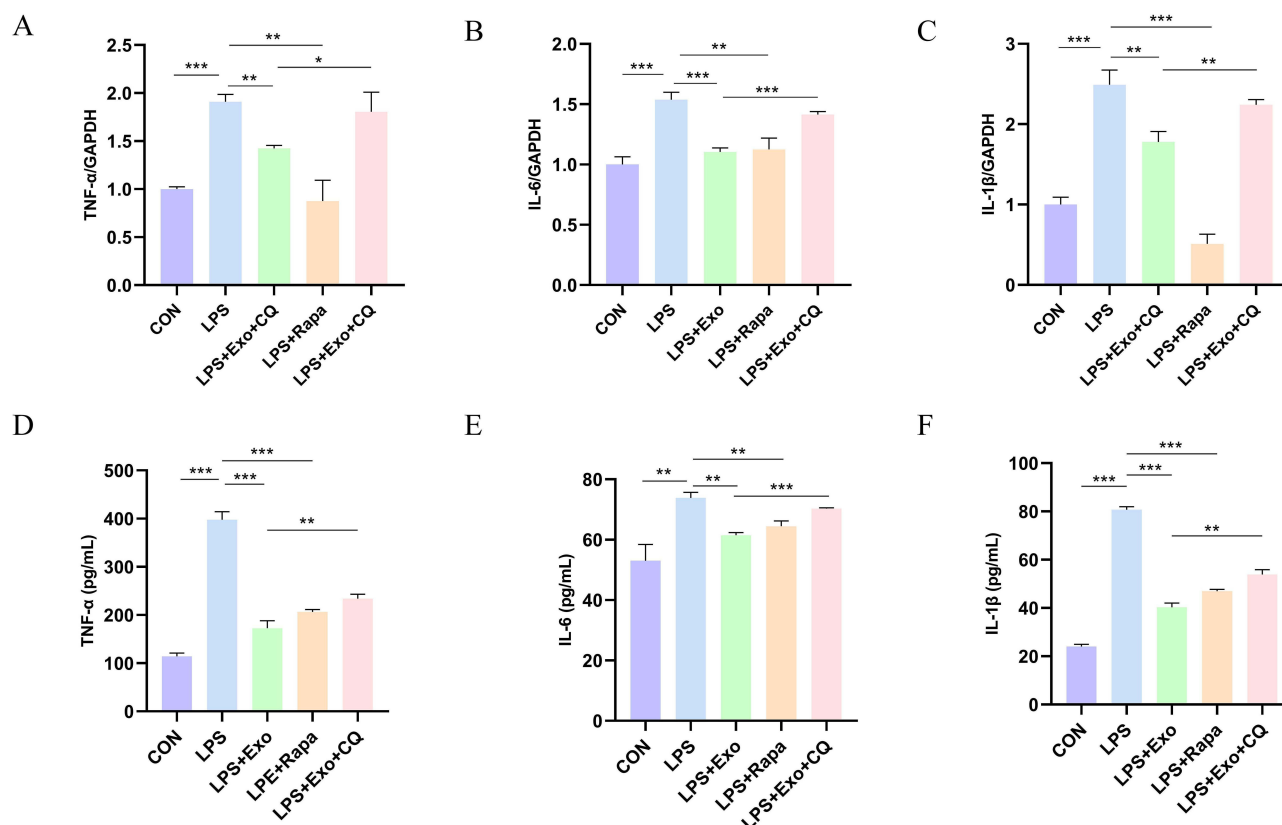 A
TNF-α/GAPDH
2.5
2.0
1.5
1.0
0.5
0.0
***
**
**
*
CON
LPS
LPS+Exo+CQ
LPS+Rapa
LPS+Exo+CQ
B
IL-6/GAPDH
2.0
1.5
1.0
0.5
0.0
***
**
***
***
CON
LPS
LPS+Exo
LPS+Rapa
LPS+Exo+CQ
C
IL-1β/GAPDH
3
2
1
0
***
***
**
**
CON
LPS
LPS+Exo+CQ
LPS+Rapa
LPS+Exo+CQ
D
TNF-α (pg/mL)
500
400
300
200
100
0
***
***
***
**
CON
LPS
LPS+Exo
LPE+Rapa
LPS+Exo+CQ
E
IL-6 (pg/mL)
80
60
40
20
0
**
**
**
***
CON
LPS
LPS+Exo
LPS+Rapa
LPS+Exo+CQ
F
IL-1β (pg/mL)
100
80
60
40
20
0
***
***
***
**
CON
LPS
LPS+Exo
LPS+Rapa
LPS+Exo+CQ